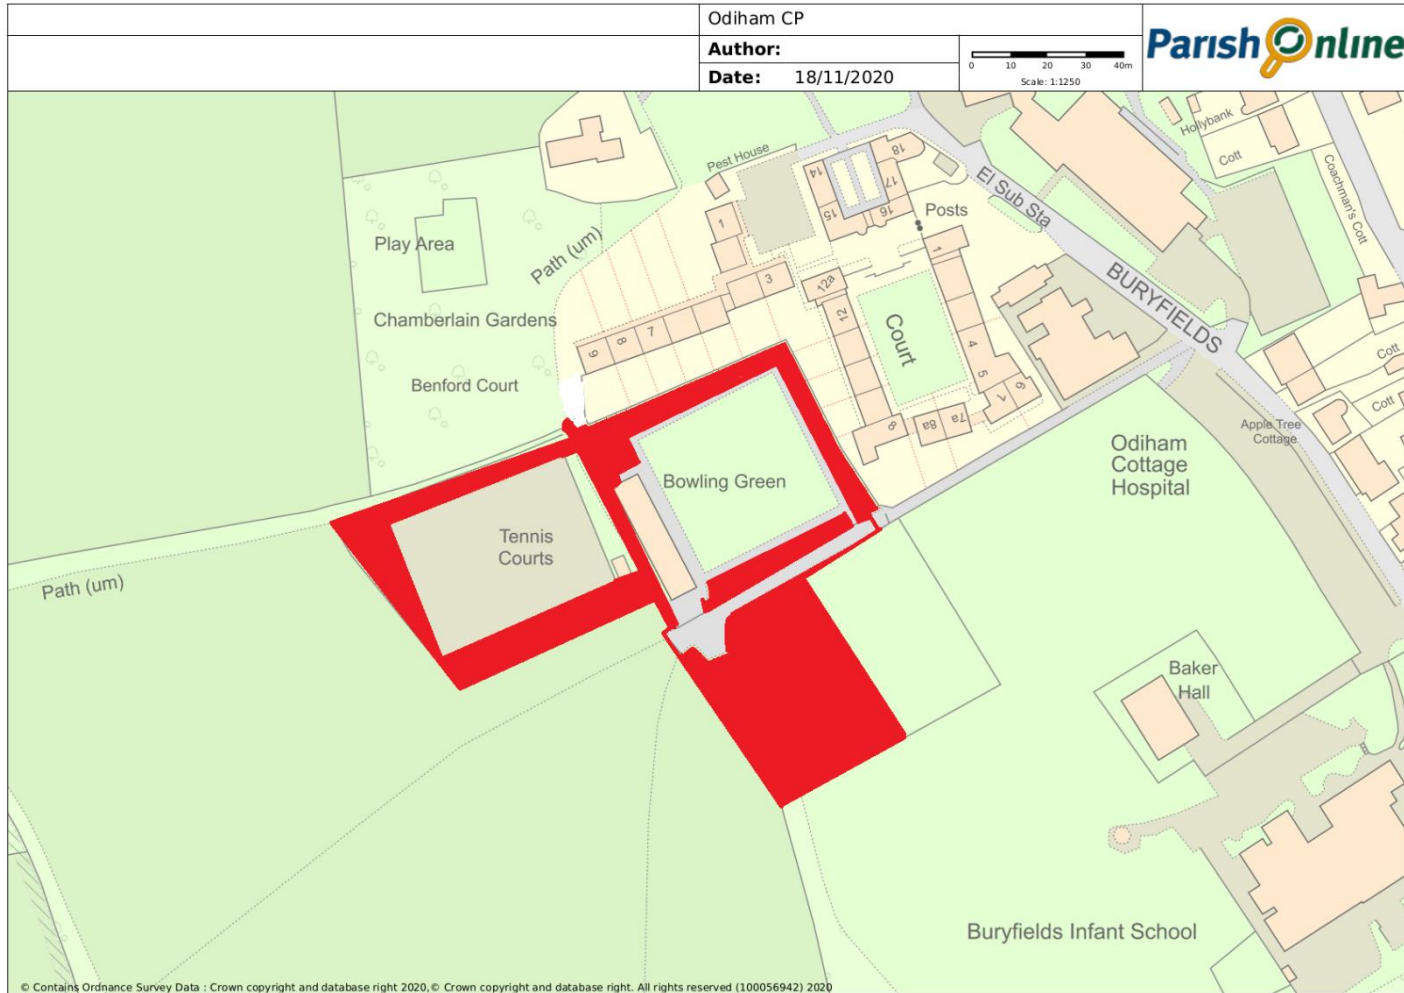 Odiham CP
Author:
Date: 18/11/2020
0 10 20 30 40m
Scale: 1:1250
Parish Online
Hollybank
Cott
Coachman's Cott
Pest House
18
14
17
15
16
El Sub Sta
Posts
1
1
Play Area
Path (um)
3
12a
BURYFIELDS
Chamberlain Gardens
12
Court
7
8
9
4
5
Cott
Benford Court
6
7
Cott
7a
8a
8
Apple Tree
Cottage
Odiham
Cottage
Hospital
Bowling Green
Tennis
Courts
Path (um)
Baker
Hall
Buryfields Infant School
© Contains Ordnance Survey Data : Crown copyright and database right 2020,© Crown copyright and database right. All rights reserved (100056942) 2020